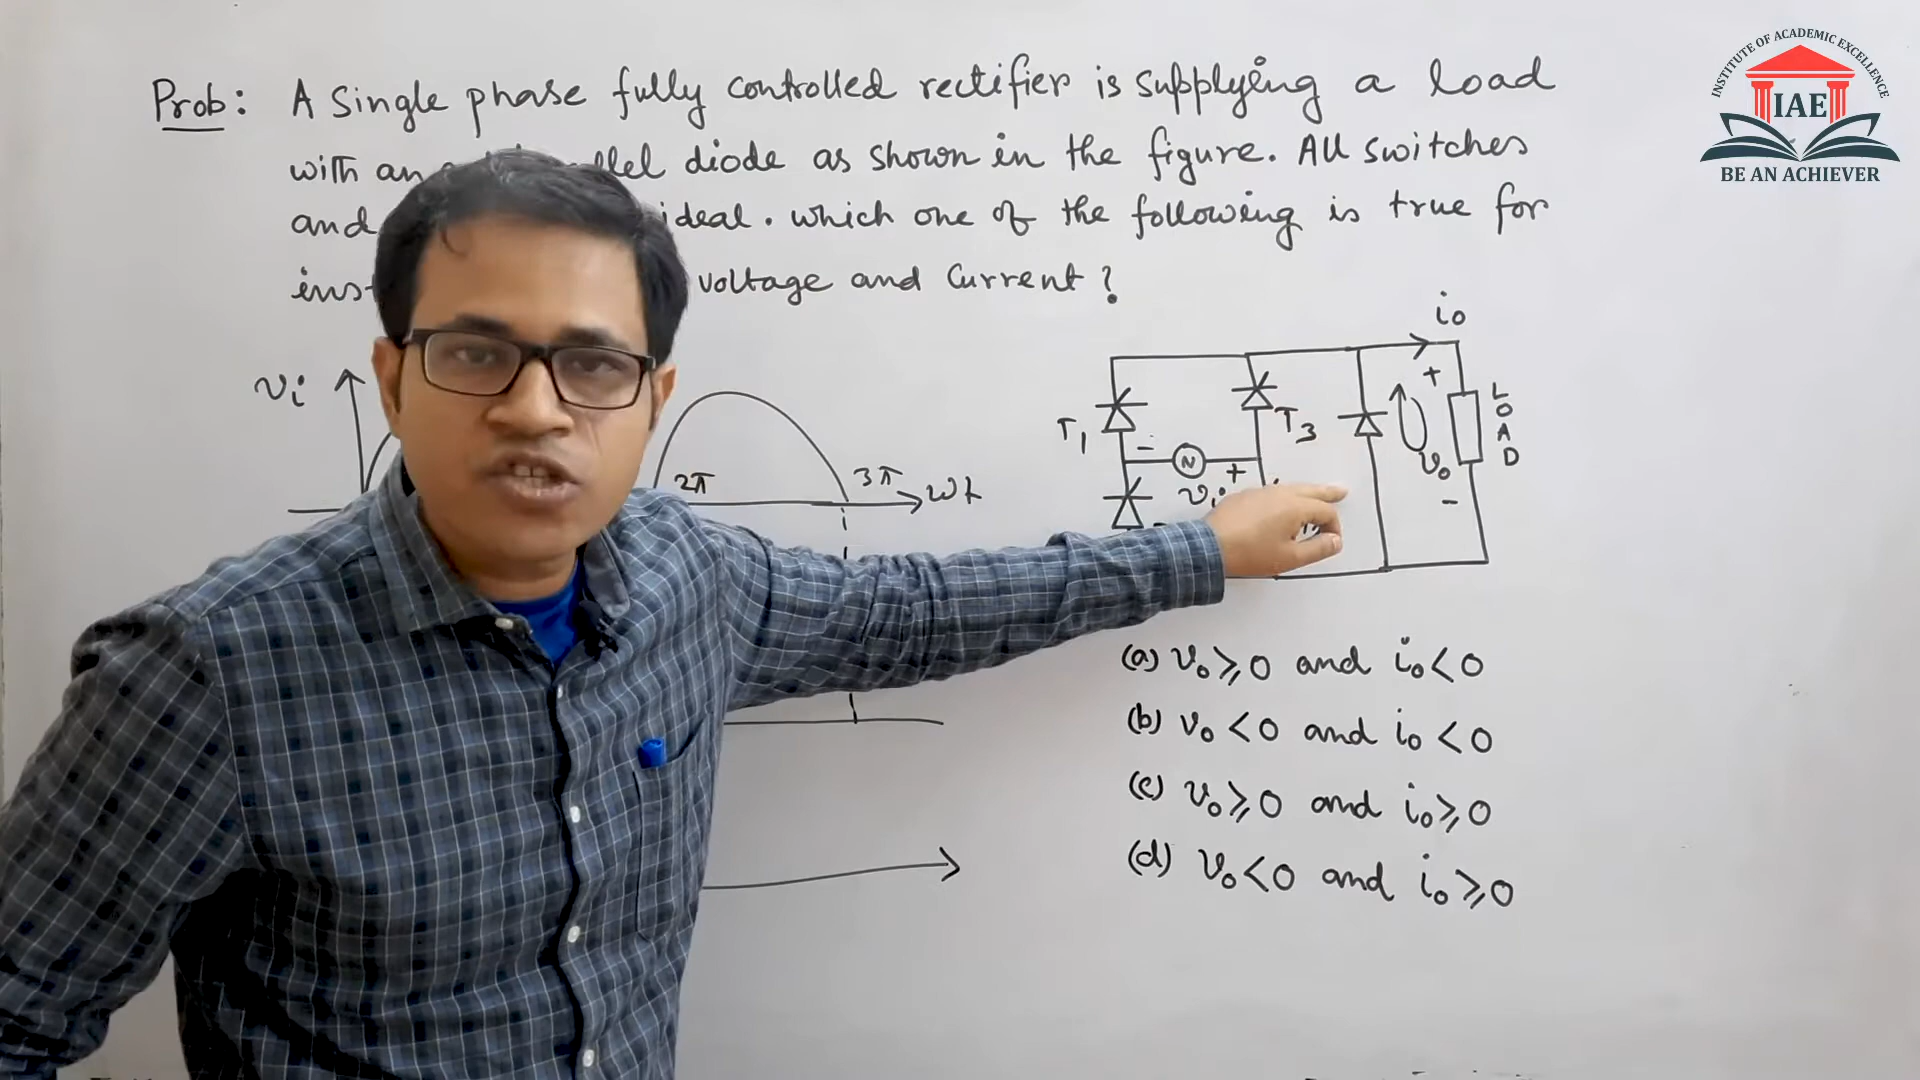 Prob: A Single phase fully controlled rectifier is supplying a load
with an diode as shown in the figure. All switches
and ideal. which one of the following is true for
voltage and Current?
INSTITUTE OF ACADEMIC EXCELLENCE
IAE
BE AN ACHIEVER
vi
2π
3π
ωt
io
T1
T3
-
+
vi
+
vo
-
LOAD
(a) vo ≥ 0 and io < 0
(b) vo < 0 and io < 0
(c) vo ≥ 0 and io ≥ 0
(d) vo < 0 and io ≥ 0